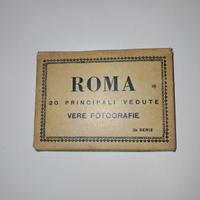 ROMA
20 PRINCIPALI VEDUTE
VERE FOTOGRAFIE
2a SERIE